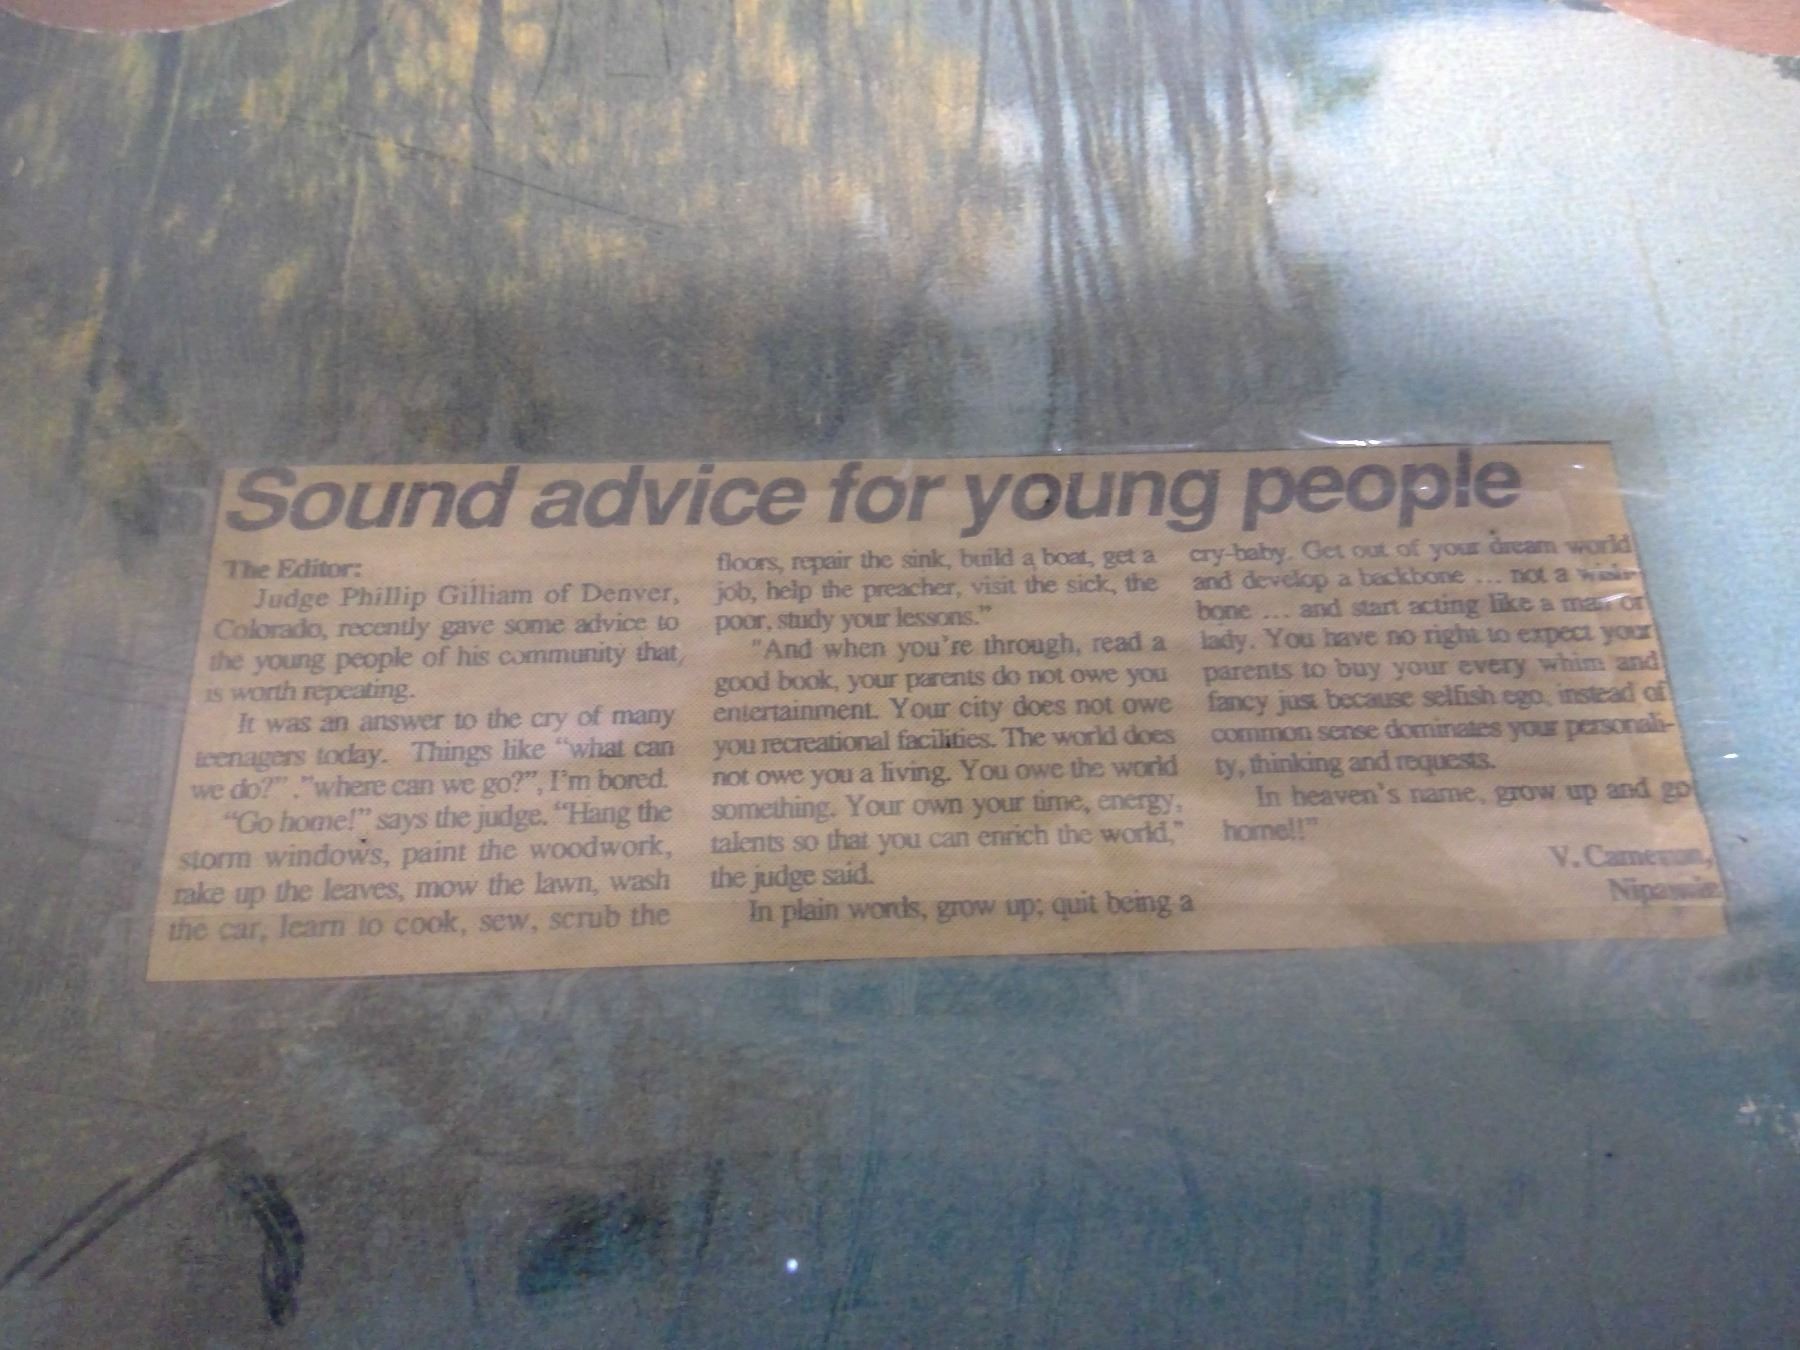 Sound advice for young people
The Editor:
Judge Phillip Gilliam of Denver,
Colorado, recently gave some advice to
the young people of his community that,
is worth repeating.
It was an answer to the cry of many
teenagers today. Things like "what can
we do?" ,"where can we go?", I'm bored.
"Go home!" says the judge. "Hang the
storm windows, paint the woodwork,
rake up the leaves, mow the lawn, wash
the car, learn to cook, sew, scrub the
floors, repair the sink, build a boat, get a
job, help the preacher, visit the sick, the
poor, study your lessons."
"And when you're through, read a
good book, your parents do not owe you
entertainment. Your city does not owe
you recreational facilities. The world does
not owe you a living. You owe the world
something. Your own your time, energy,
talents so that you can enrich the world,"
the judge said.
In plain words, grow up; quit being a
cry-baby. Get out of your dream world
and develop a backbone ... not a wish-
bone ... and start acting like a man or
lady. You have no right to expect your
parents to buy your every whim and
fancy just because selfish ego, instead of
common sense dominates your personali-
ty, thinking and requests.
In heaven's name, grow up and go
home!!"
V. Cameron,
Nipawin